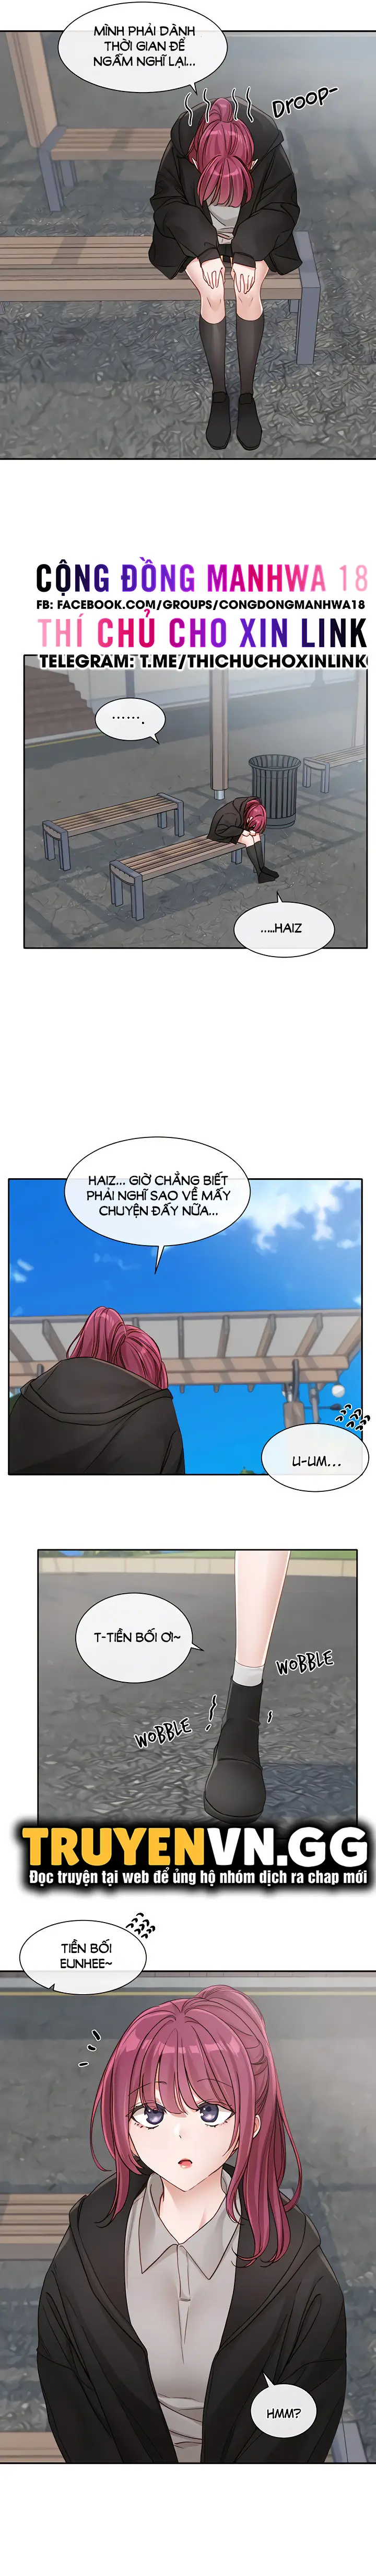 MÌNH PHẢI DÀNH
THỜI GIAN ĐỂ
NGẪM NGHĨ LẠI...
DROOP-
CỘNG ĐỒNG MANHWA 18
FB: FACEBOOK.COM/GROUPS/CONGDONGMANHWA18
THÍ CHỦ CHO XIN LINK
TELEGRAM: T.ME/THICHUCHOXINLINK
.......
.....HAIZ
HAIZ... GIỜ CHẲNG BIẾT
PHẢI NGHĨ SAO VỀ MẤY
CHUYỆN ĐẤY NỮA...
U-UM...
T-TIỀN BỐI ƠI~
WOBBLE
WOBBLE
TRUYENVN.GG
Đọc truyện tại web để ủng hộ nhóm dịch ra chap mới
TIỀN BỐI
EUNHEE~
HMM?